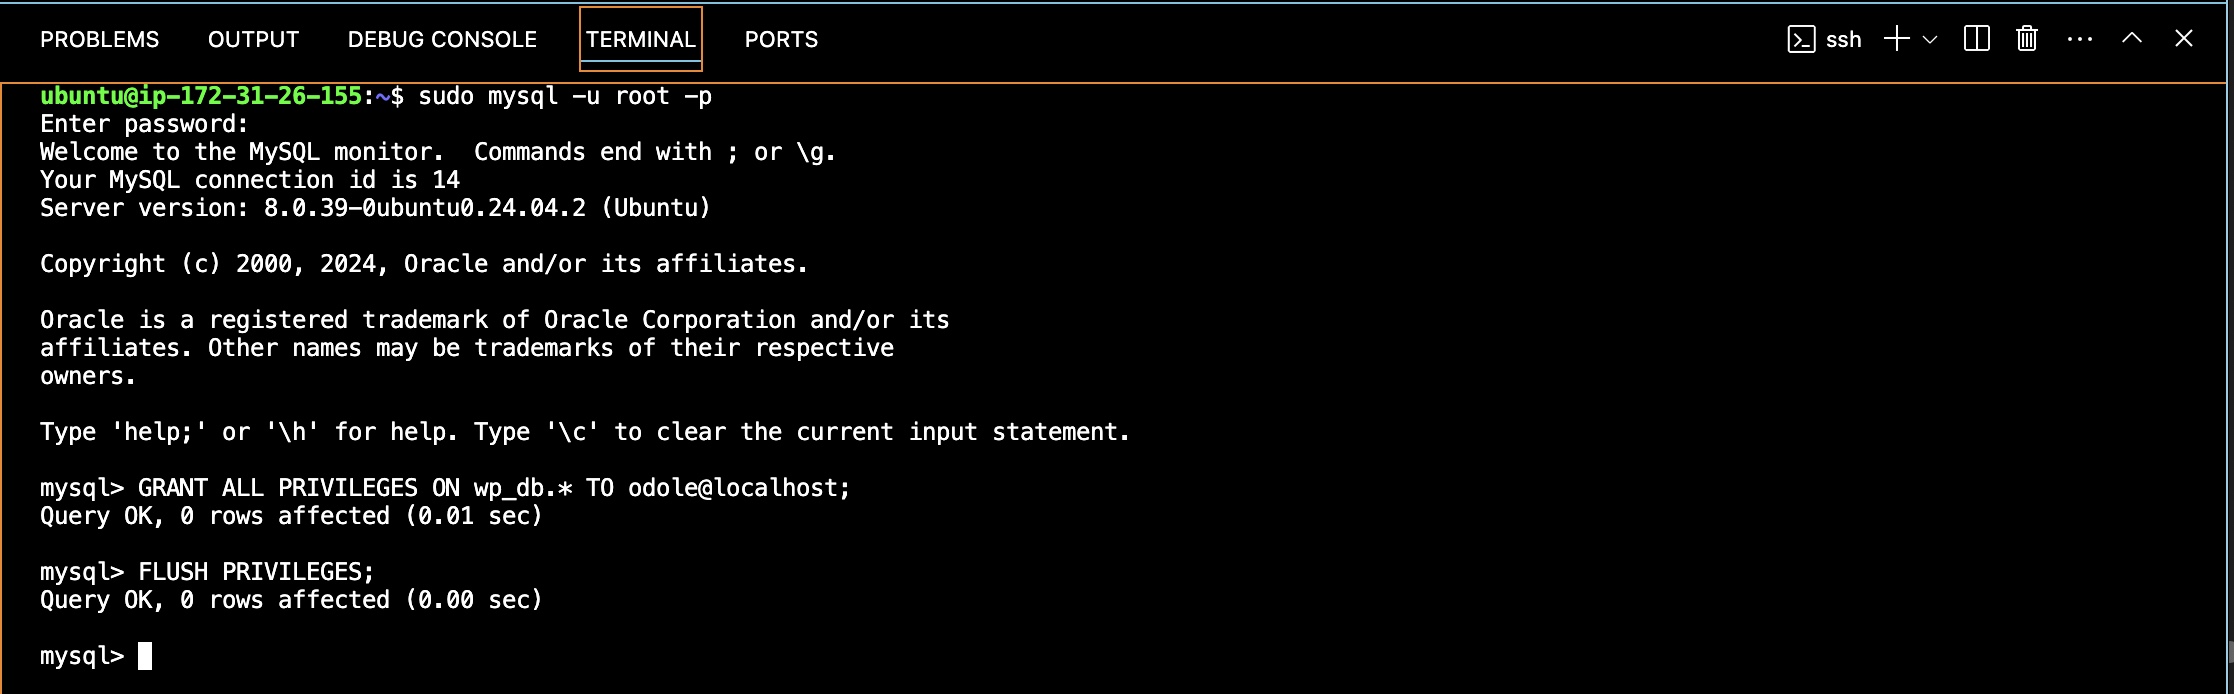 PROBLEMS OUTPUT DEBUG CONSOLE TERMINAL PORTS ssh
ubuntu@ip-172-31-26-155:~$ sudo mysql -u root -p
Enter password:
Welcome to the MySQL monitor.  Commands end with ; or \g.
Your MySQL connection id is 14
Server version: 8.0.39-0ubuntu0.24.04.2 (Ubuntu)

Copyright (c) 2000, 2024, Oracle and/or its affiliates.

Oracle is a registered trademark of Oracle Corporation and/or its
affiliates. Other names may be trademarks of their respective
owners.

Type 'help;' or '\h' for help. Type '\c' to clear the current input statement.

mysql> GRANT ALL PRIVILEGES ON wp_db.* TO odole@localhost;
Query OK, 0 rows affected (0.01 sec)

mysql> FLUSH PRIVILEGES;
Query OK, 0 rows affected (0.00 sec)

mysql>